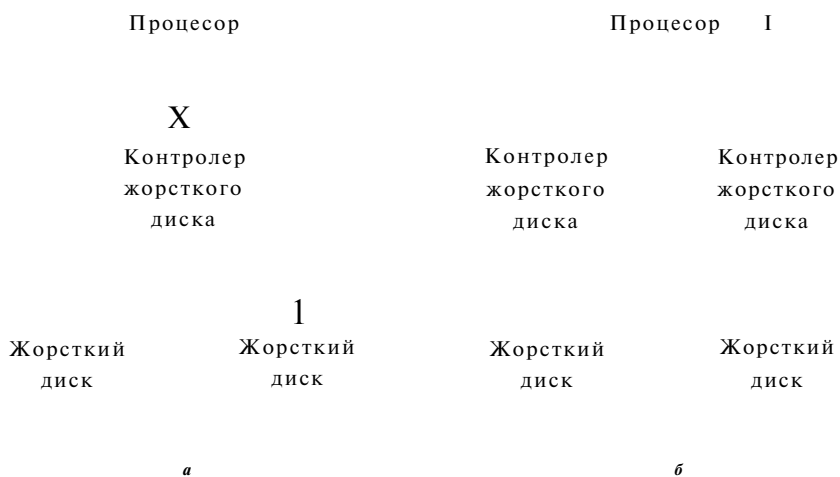 Процесор Процесор I
X
Контролер Контролер Контролер
жорсткого жорсткого жорсткого
диска диска диска
1
Жорсткий Жорсткий Жорсткий Жорсткий
диск диск диск диск
а б